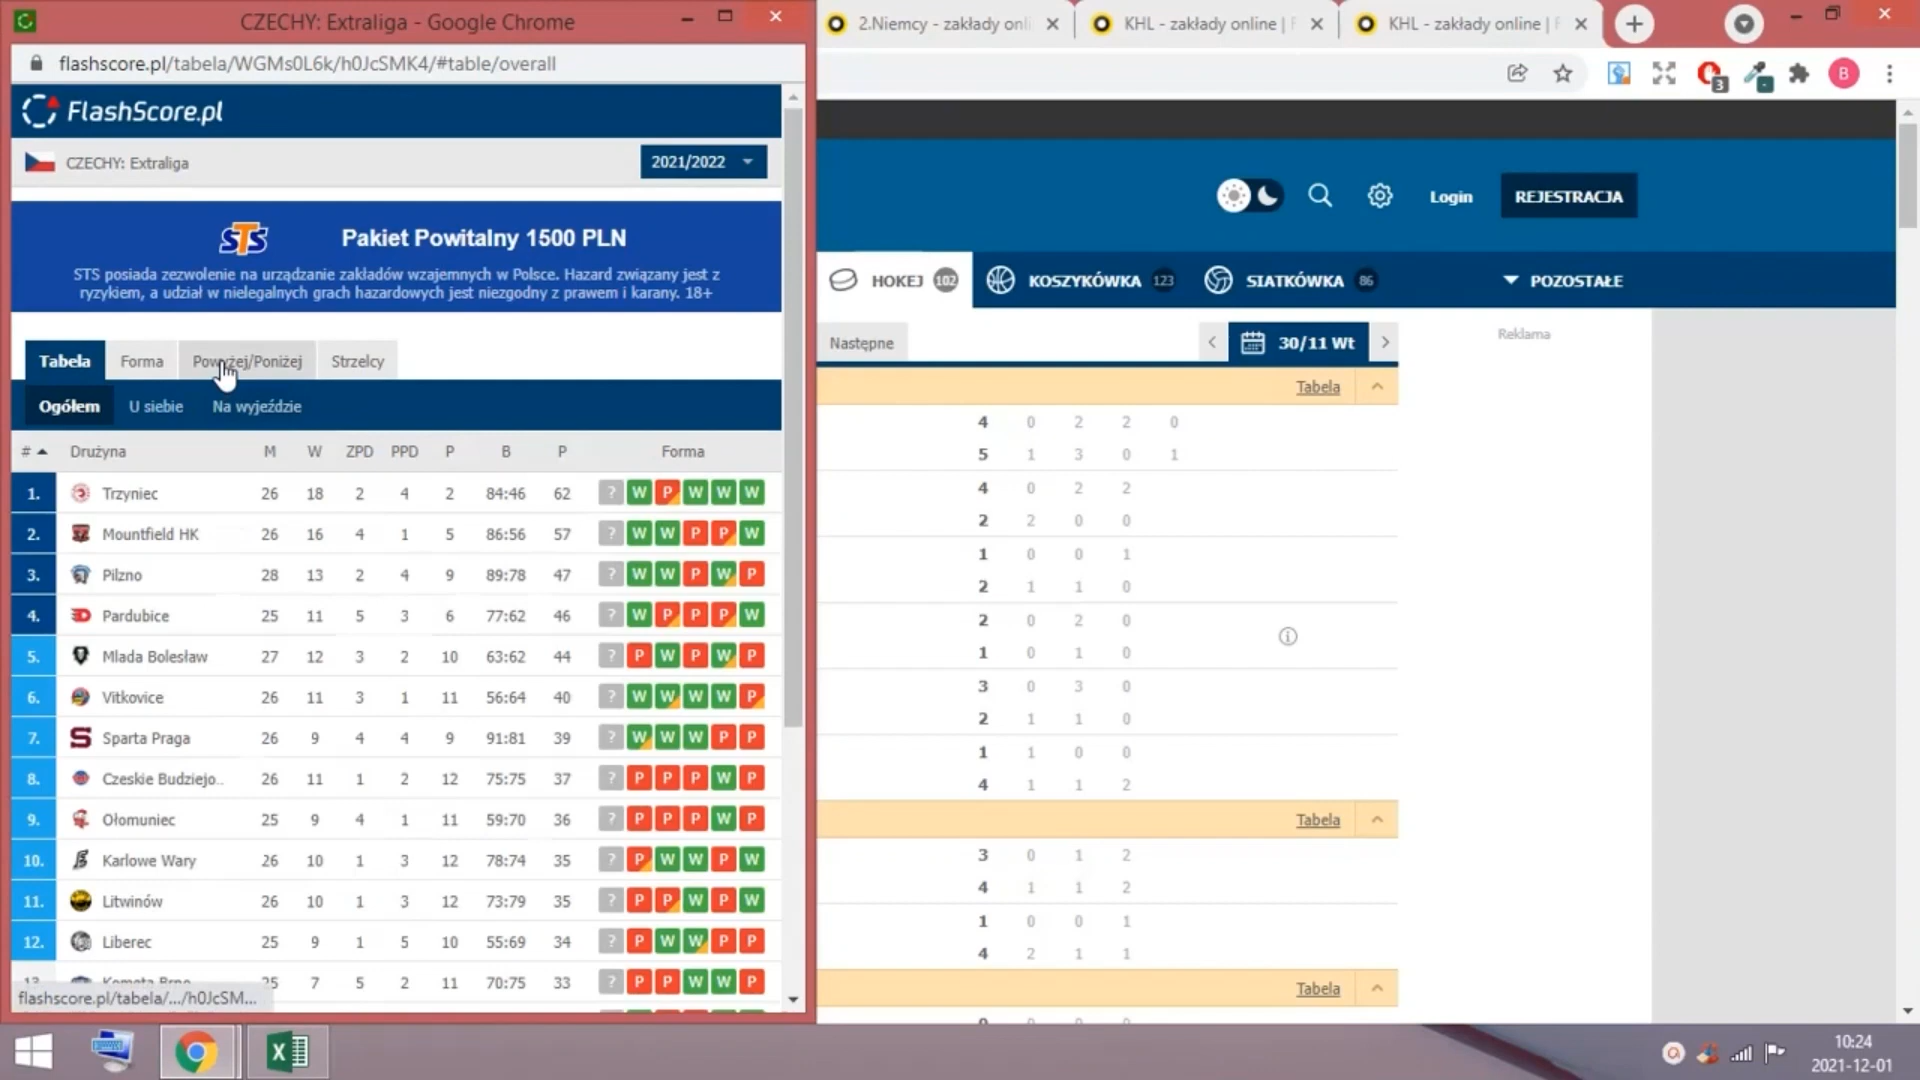 CZECHY: Extraliga - Google Chrome
flashscore.pl/tabela/WGMs0L6k/h0JcSMK4/#table/overall
FlashScore.pl
CZECHY: Extraliga
2021/2022
STS
Pakiet Powitalny 1500 PLN
STS posiada zezwolenie na urządzanie zakładów wzajemnych w Polsce. Hazard związany jest z
ryzykiem, a udział w nielegalnych grach hazardowych jest niezgodny z prawem i karany. 18+
Tabela Forma Powyżej/Poniżej Strzelcy
Ogółem U siebie Na wyjeździe
# Drużyna M W ZPD PPD P B P Forma
1. Trzyniec 26 18 2 4 2 84:46 62 ? W P W W W
2. Mountfield HK 26 16 4 1 5 86:56 57 ? W W P P W
3. Pilzno 28 13 2 4 9 89:78 47 ? W W P W P
4. Pardubice 25 11 5 3 6 77:62 46 ? W P P P W
5. Mlada Bolesław 27 12 3 2 10 63:62 44 ? P W P W P
6. Vitkovice 26 11 3 1 11 56:64 40 ? W W W W P
7. Sparta Praga 26 9 4 4 9 91:81 39 ? W W W P P
8. Czeskie Budziejo.. 26 11 1 2 12 75:75 37 ? P P P W P
9. Ołomuniec 25 9 4 1 11 59:70 36 ? P P P W P
10. Karlowe Wary 26 10 1 3 12 78:74 35 ? P W W P W
11. Litwinów 26 10 1 3 12 73:79 35 ? P P W P W
12. Liberec 25 9 1 5 10 55:69 34 ? P W W P P
13. Kometa Brno 25 7 5 2 11 70:75 33 ? P P W W P
flashscore.pl/tabela/.../h0JcSM...
2.Niemcy - zakłady onli
KHL - zakłady online | F
KHL - zakłady online | F
3
B
Login
REJESTRACJA
HOKEJ 102 KOSZYKÓWKA 123 SIATKÓWKA 86 POZOSTAŁE
Następne
30/11 Wt
Reklama
Tabela
4 0 2 2 0
5 1 3 0 1
4 0 2 2
2 2 0 0
1 0 0 1
2 1 1 0
2 0 2 0
1 0 1 0
3 0 3 0
2 1 1 0
1 1 0 0
4 1 1 2
Tabela
3 0 1 2
4 1 1 2
1 0 0 1
4 2 1 1
Tabela
10:24
2021-12-01